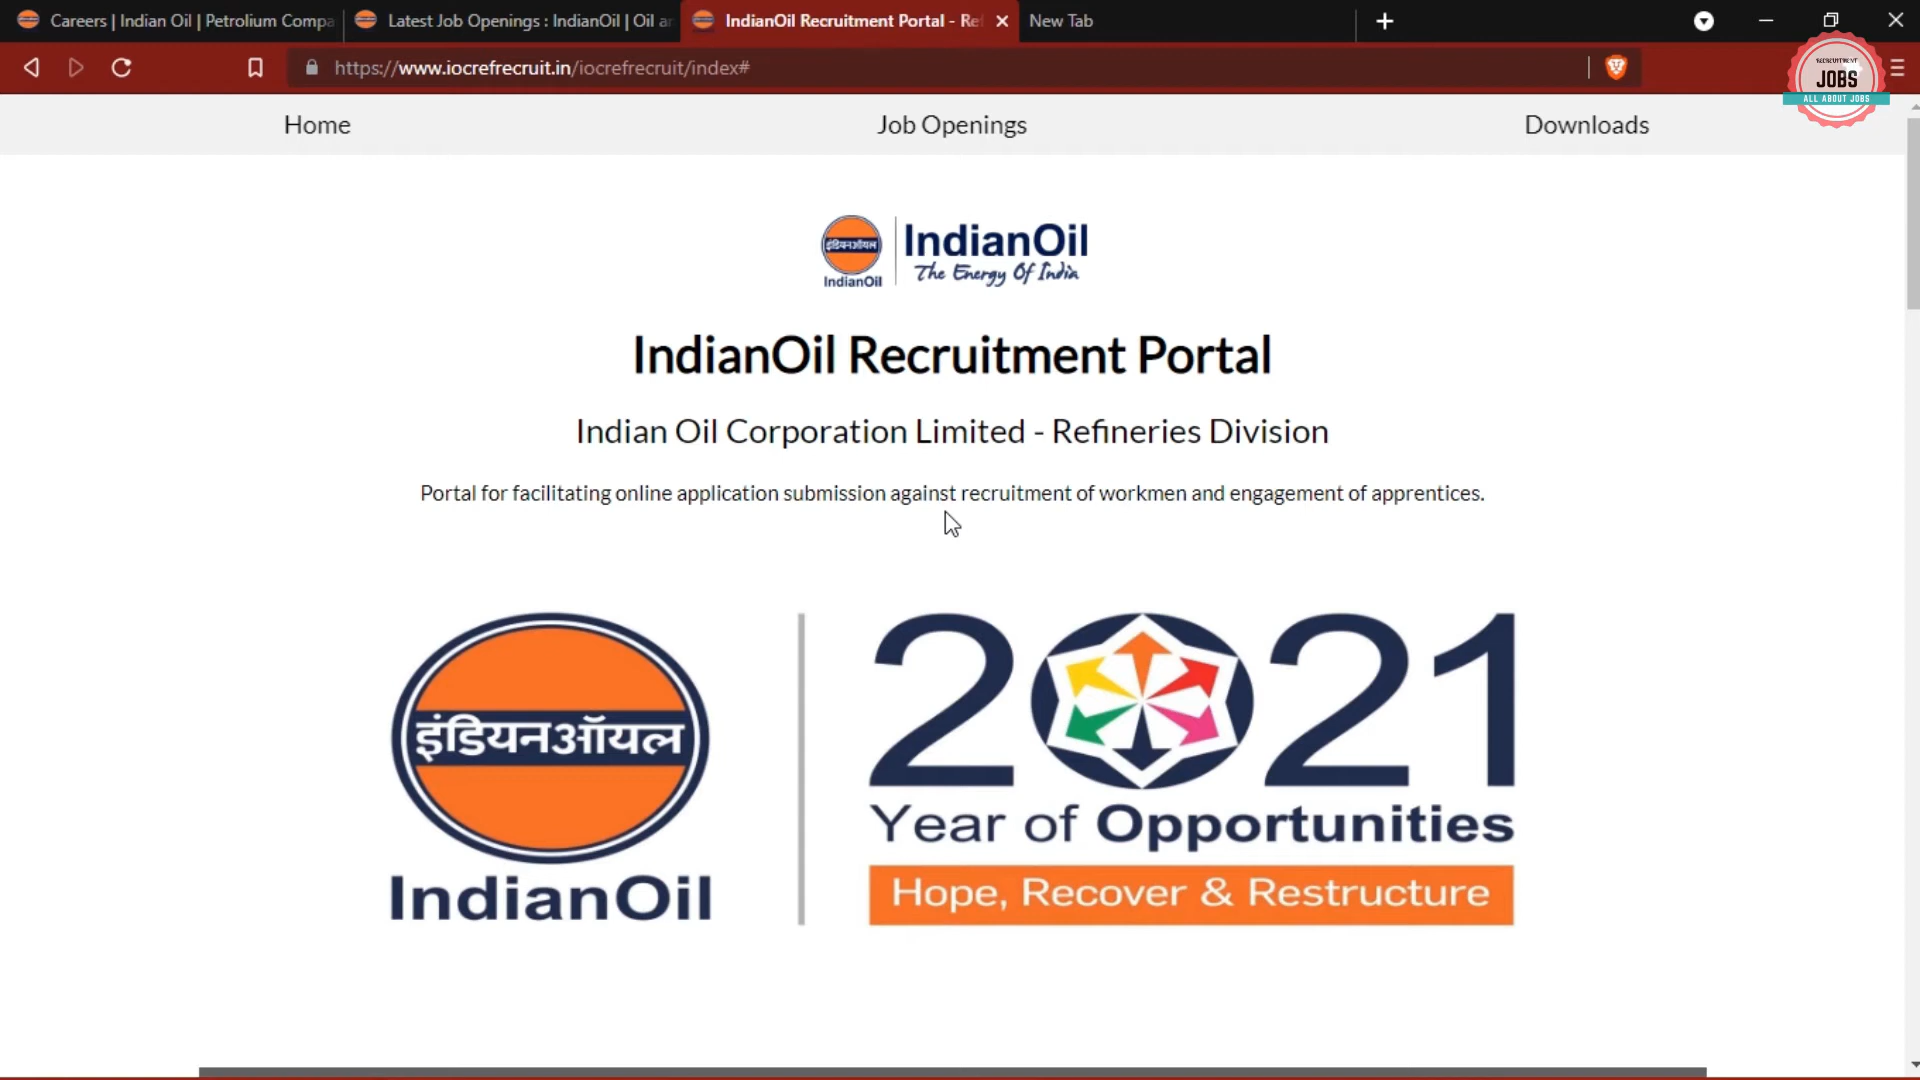 Careers | Indian Oil | Petrolium Compa
Latest Job Openings : IndianOil | Oil a
IndianOil Recruitment Portal - Re
New Tab
https://www.iocrefrecruit.in/iocrefrecruit/index#
RECRUITMENT
JOBS
ALL ABOUT JOBS
Home
Job Openings
Downloads
इंडियनऑयल
IndianOil
IndianOil
The Energy Of India
IndianOil Recruitment Portal
Indian Oil Corporation Limited - Refineries Division
Portal for facilitating online application submission against recruitment of workmen and engagement of apprentices.
इंडियनऑयल
IndianOil
2021
Year of Opportunities
Hope, Recover & Restructure